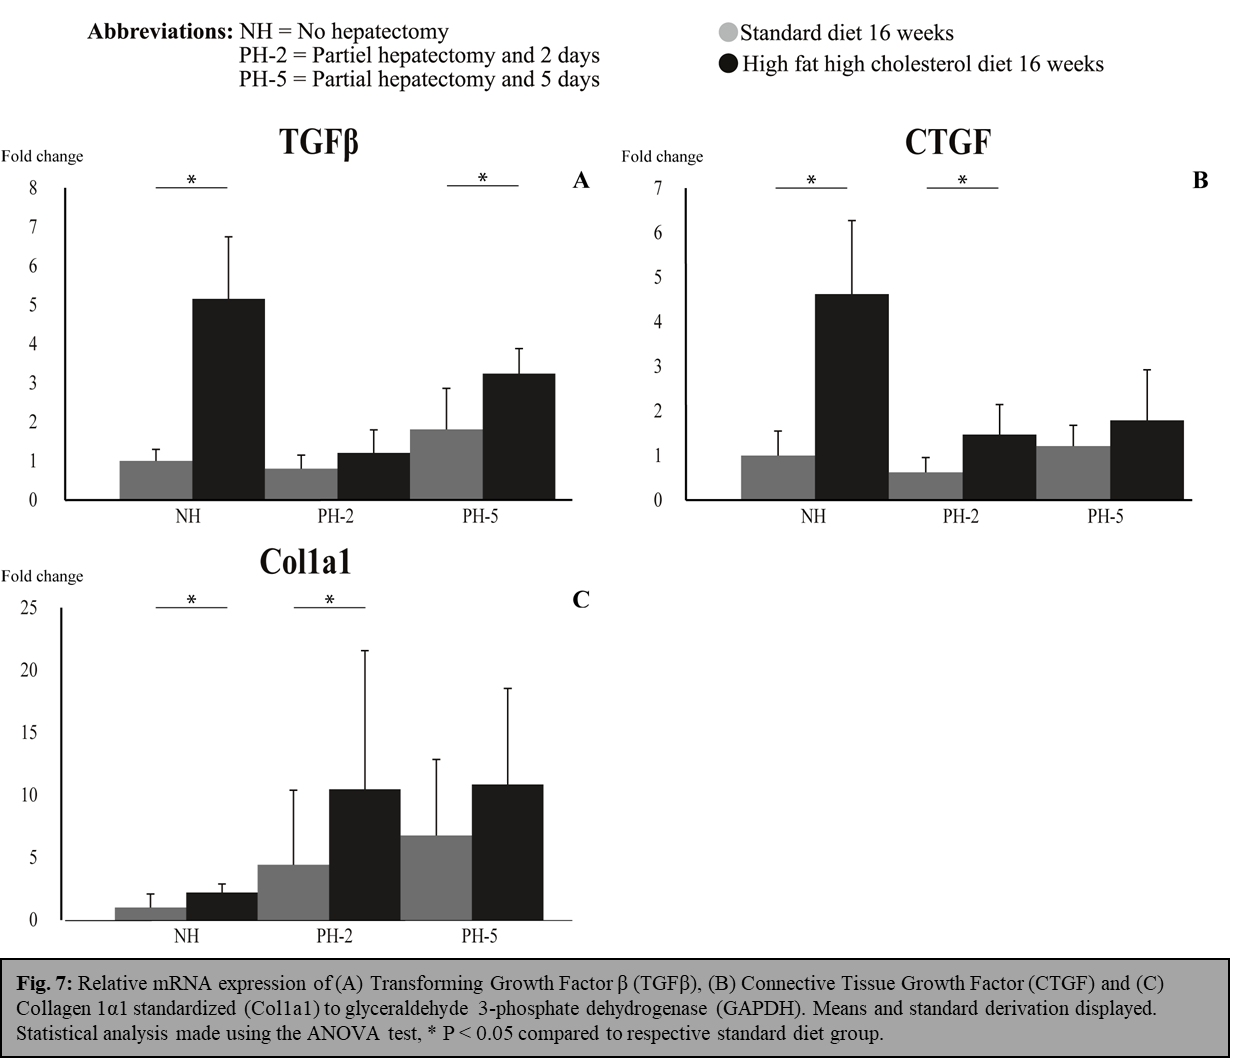 Abbreviations: NH = No hepatectomy
PH-2 = Partiel hepatectomy and 2 days
PH-5 = Partial hepatectomy and 5 days
Standard diet 16 weeks
High fat high cholesterol diet 16 weeks
TGFβ
Fold change
A
*
*
8
7
6
5
4
3
2
1
0
NH PH-2 PH-5
CTGF
Fold change
B
*
*
7
6
5
4
3
2
1
0
NH PH-2 PH-5
Col1a1
Fold change
C
*
*
25
20
15
10
5
0
NH PH-2 PH-5
Fig. 7: Relative mRNA expression of (A) Transforming Growth Factor β (TGFβ), (B) Connective Tissue Growth Factor (CTGF) and (C)
Collagen 1α1 standardized (Col1a1) to glyceraldehyde 3-phosphate dehydrogenase (GAPDH). Means and standard derivation displayed.
Statistical analysis made using the ANOVA test, * P < 0.05 compared to respective standard diet group.